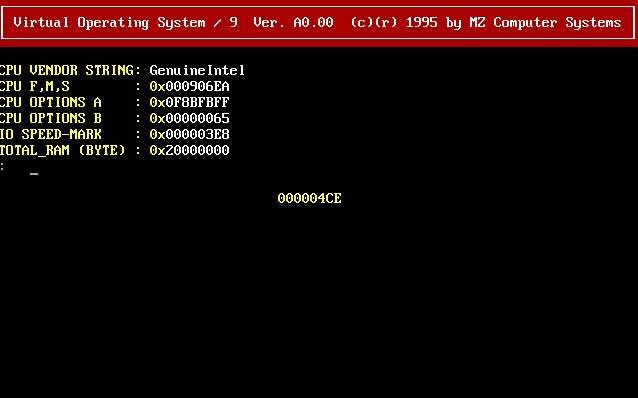 Virtual Operating System / 9  Ver. A0.00  (c)(r) 1995 by MZ Computer Systems
CPU VENDOR STRING: GenuineIntel
CPU F,M,S        : 0x000906EA
CPU OPTIONS A    : 0x0F8BFBFF
CPU OPTIONS B    : 0x00000065
IO SPEED-MARK    : 0x000003E8
TOTAL_RAM (BYTE) : 0x20000000
:   _
000004CE